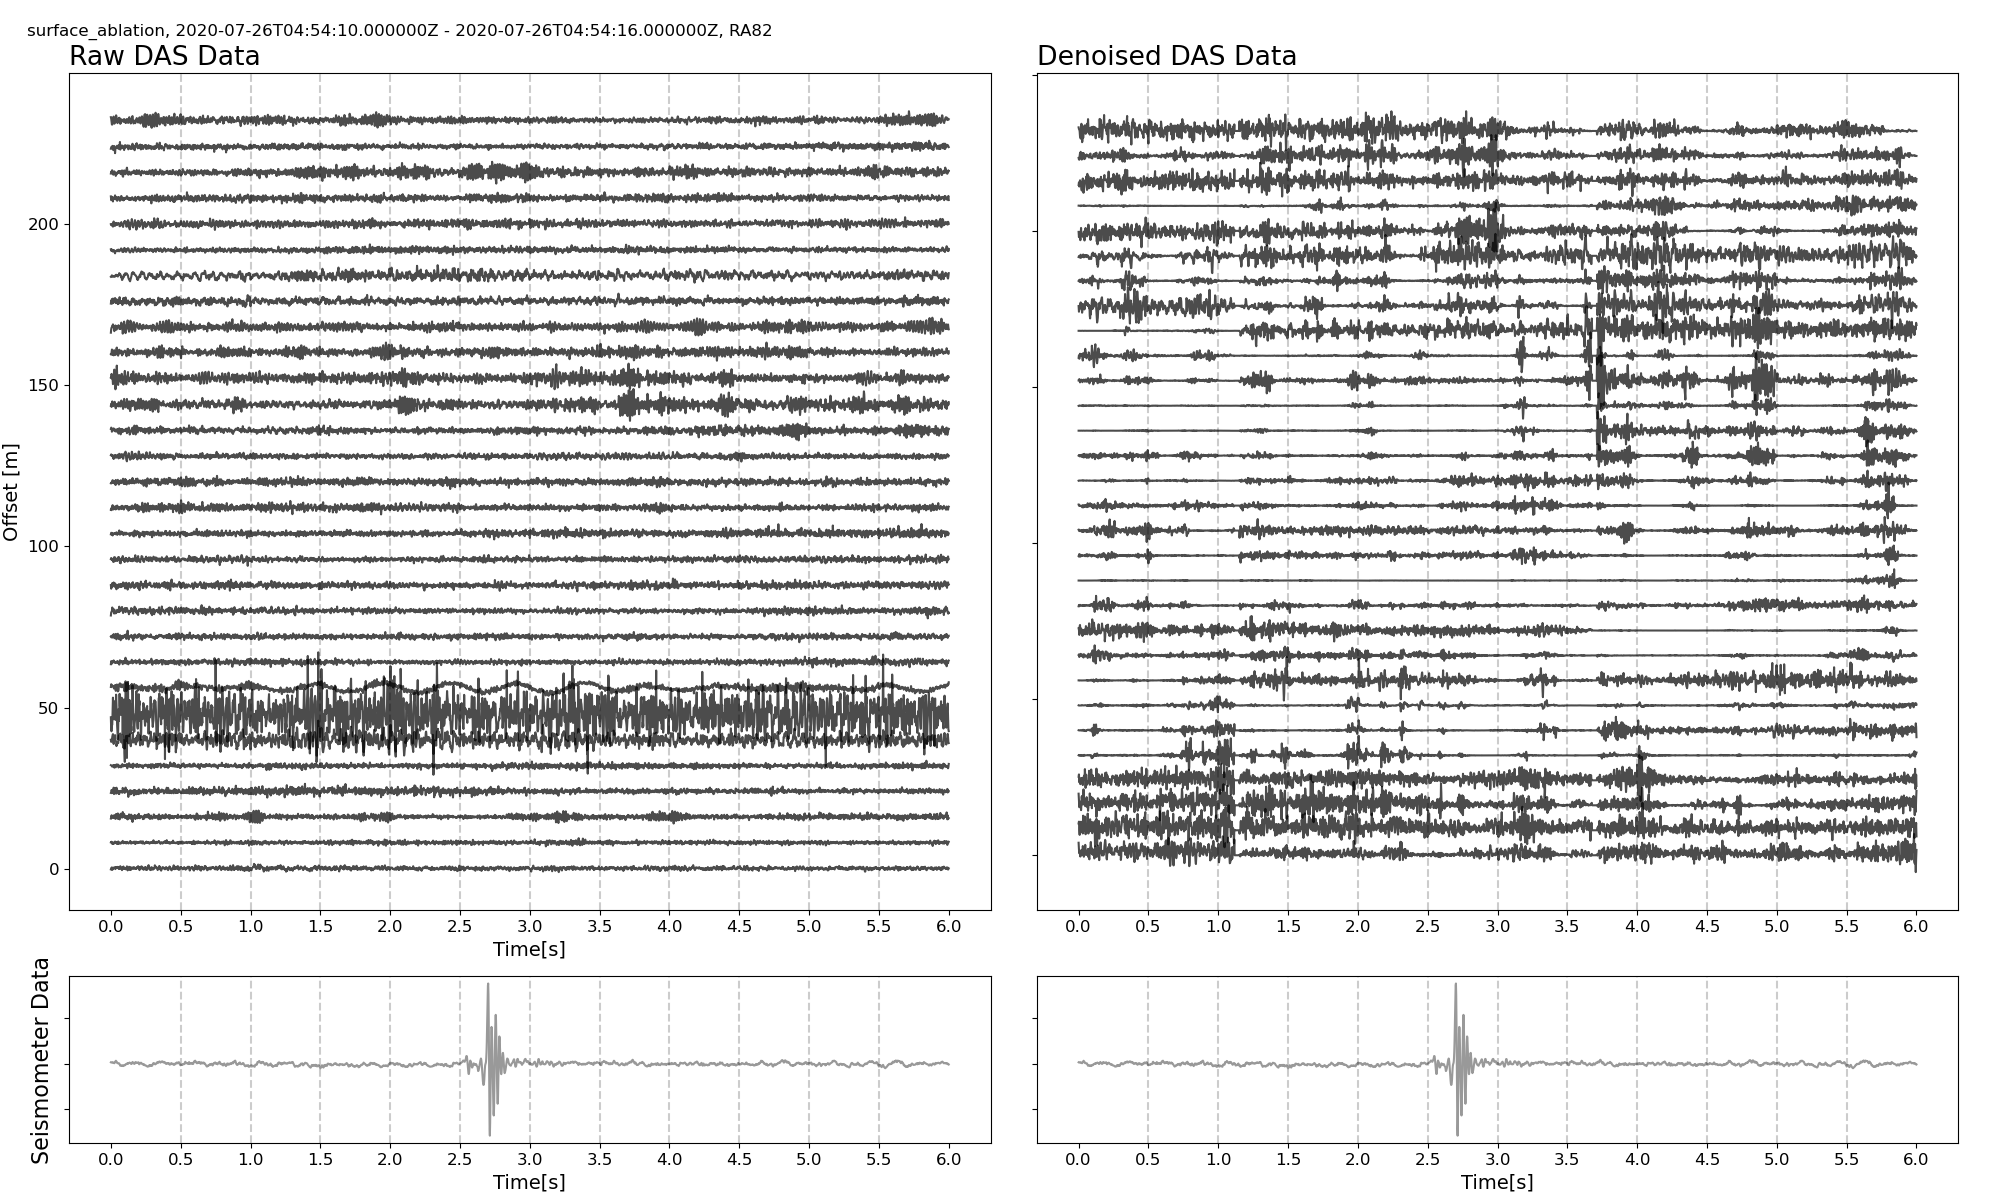 surface_ablation, 2020-07-26T04:54:10.000000Z - 2020-07-26T04:54:16.000000Z, RA82
Raw DAS Data
Denoised DAS Data
Offset [m]
200
150
100
50
0
0.0 0.5 1.0 1.5 2.0 2.5 3.0 3.5 4.0 4.5 5.0 5.5 6.0
Time[s]
0.0 0.5 1.0 1.5 2.0 2.5 3.0 3.5 4.0 4.5 5.0 5.5 6.0
Seismometer Data
0.0 0.5 1.0 1.5 2.0 2.5 3.0 3.5 4.0 4.5 5.0 5.5 6.0
Time[s]
0.0 0.5 1.0 1.5 2.0 2.5 3.0 3.5 4.0 4.5 5.0 5.5 6.0
Time[s]